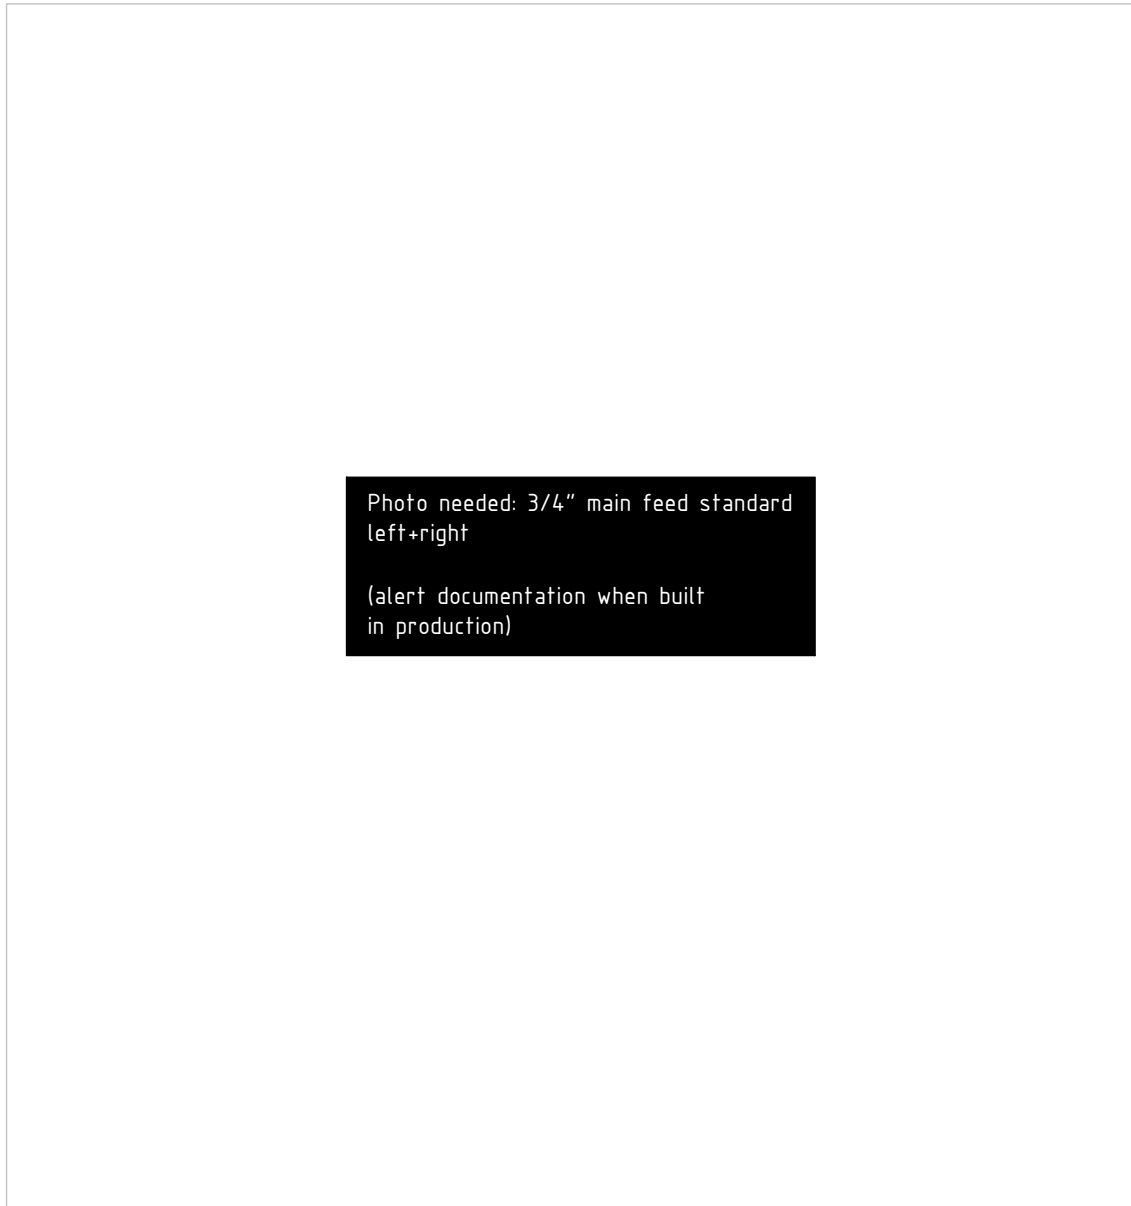 Photo needed: 3/4" main feed standard
left+right
(alert documentation when built
in production)